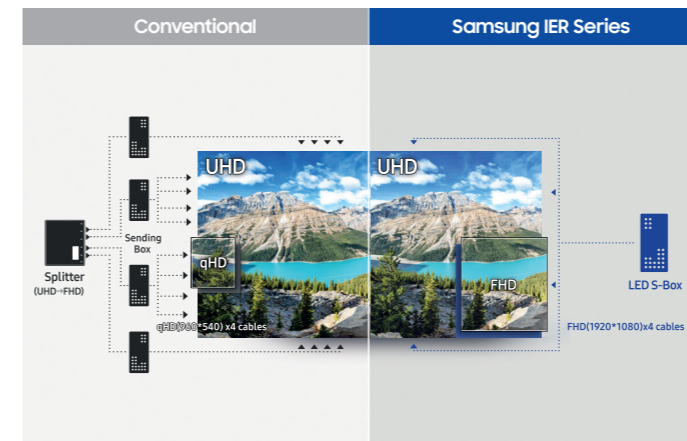 Conventional
Samsung IER Series
UHD
UHD
Sending
Box
qHD
FHD
Splitter
(UHD→FHD)
LED S-Box
qHD(960*540) x4 cables
FHD(1920*1080)x4 cables